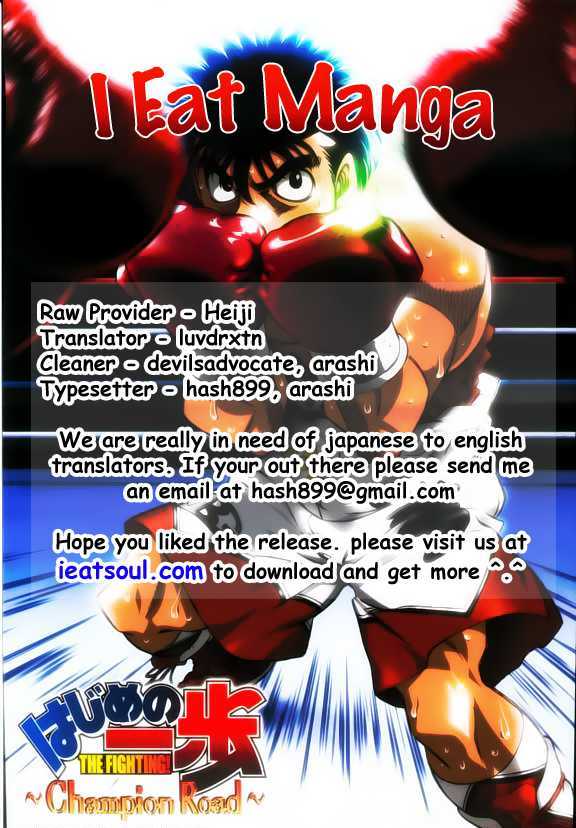 I Eat Manga
Raw Provider - Heiji
Translator - luvdrxtn
Cleaner - devilsadvocate, arashi
Typesetter - hash899, arashi
We are really in need of japanese to english
translators. If your out there please send me
an email at hash899@gmail.com
Hope you liked the release. please visit us at
ieatsoul.com to download and get more ^.^
はじめの一歩
THE FIGHTING!
~Champion Road~